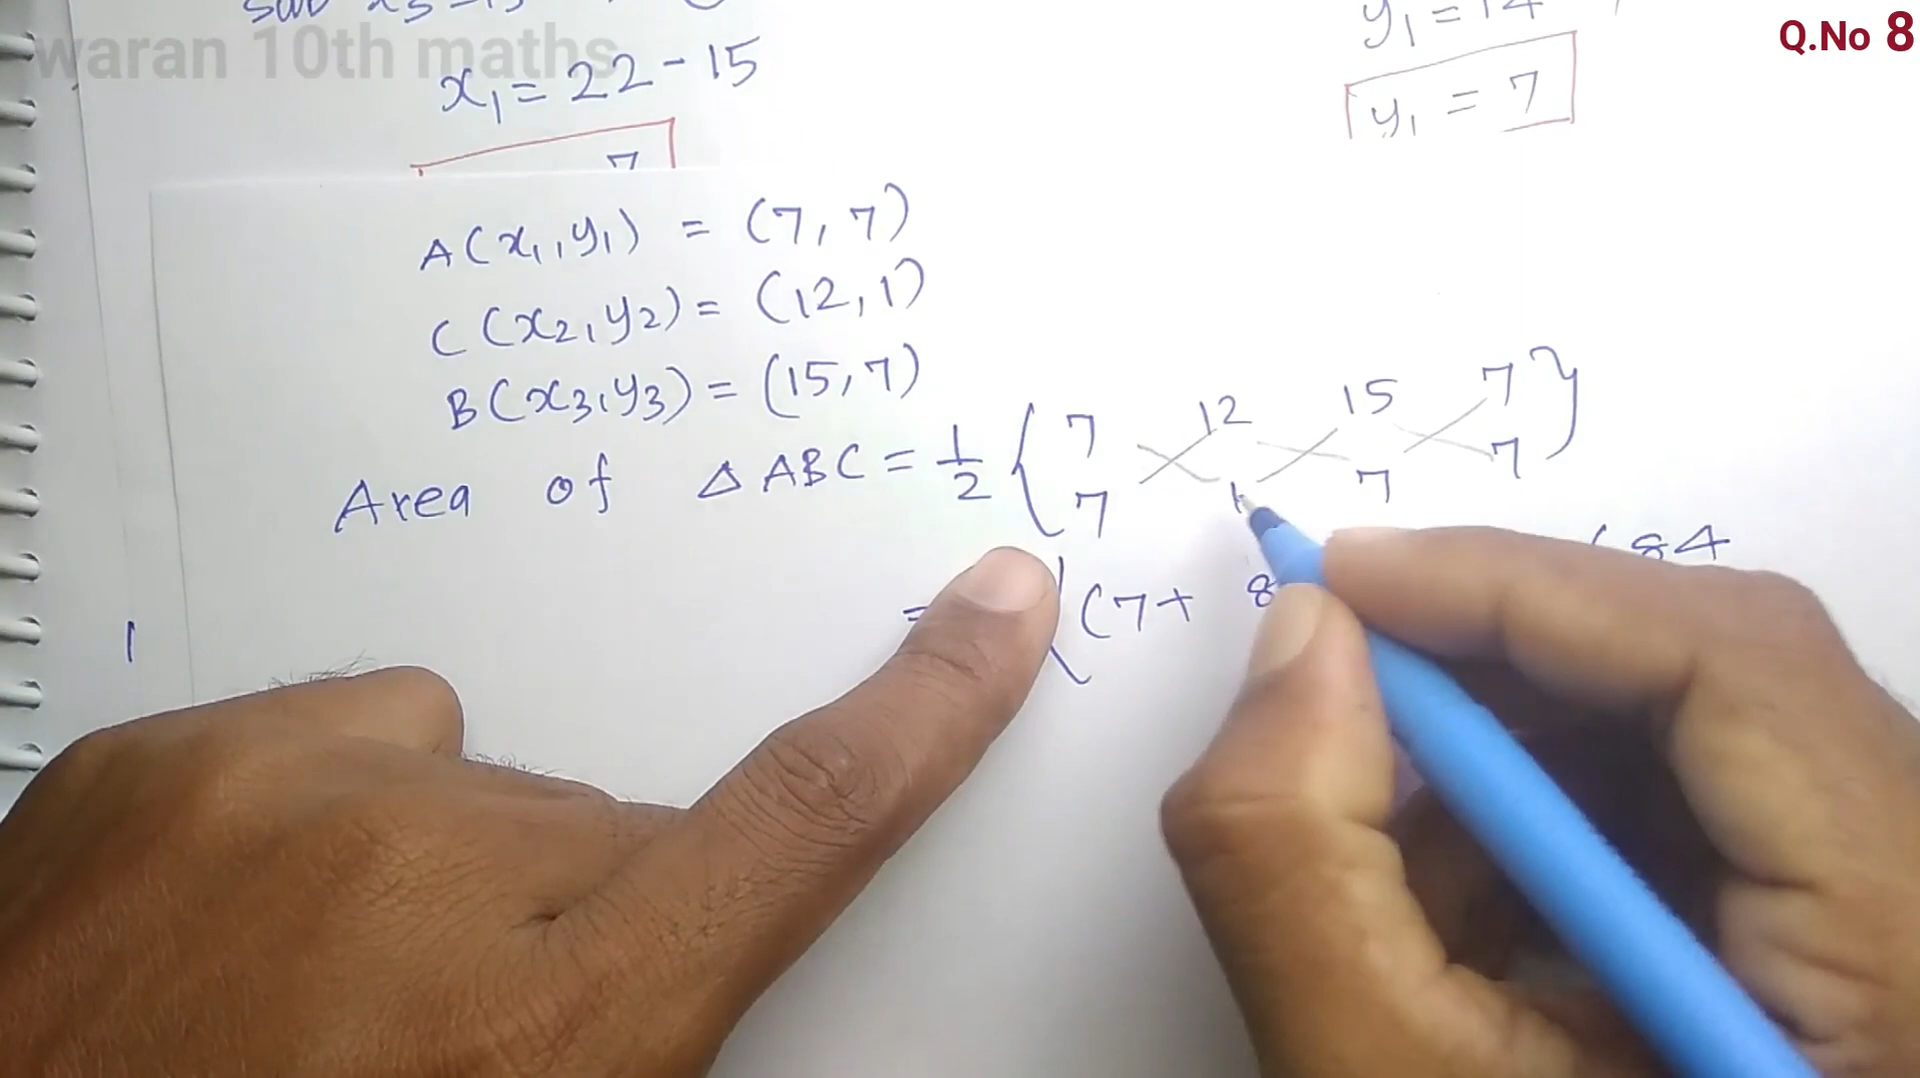 waran 10th maths
Q.No 8
x₁ = 22 - 15
y₁ = 14
y₁ = 7
7
A(x₁,y₁) = (7, 7)
C(x₂,y₂) = (12,1)
B(x₃,y₃) = (15,7)
Area of △ABC = 1/2 { 7 12 15 7 }
7 1 7 7
= { (7+ 8 (84
1